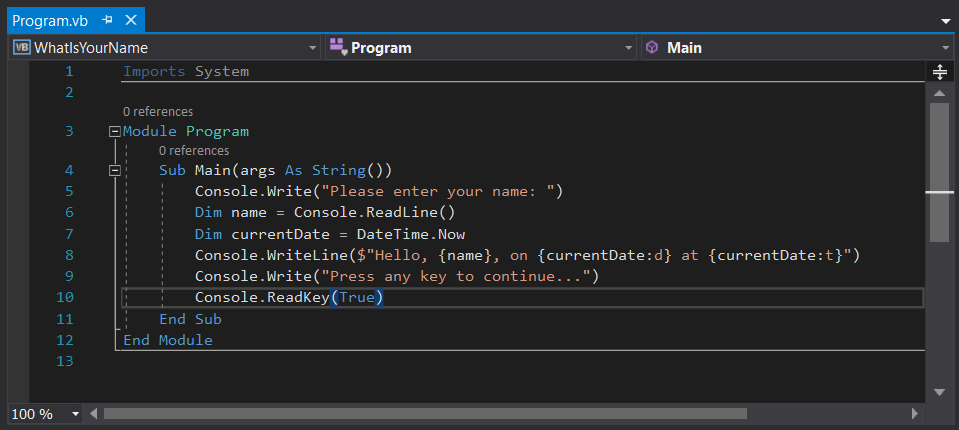 Program.vb
VB WhatIsYourName Program Main
1 Imports System
2
0 references
3 Module Program
0 references
4 Sub Main(args As String())
5 Console.Write("Please enter your name: ")
6 Dim name = Console.ReadLine()
7 Dim currentDate = DateTime.Now
8 Console.WriteLine($"Hello, {name}, on {currentDate:d} at {currentDate:t}")
9 Console.Write("Press any key to continue...")
10 Console.ReadKey(True)
11 End Sub
12 End Module
13
100 %